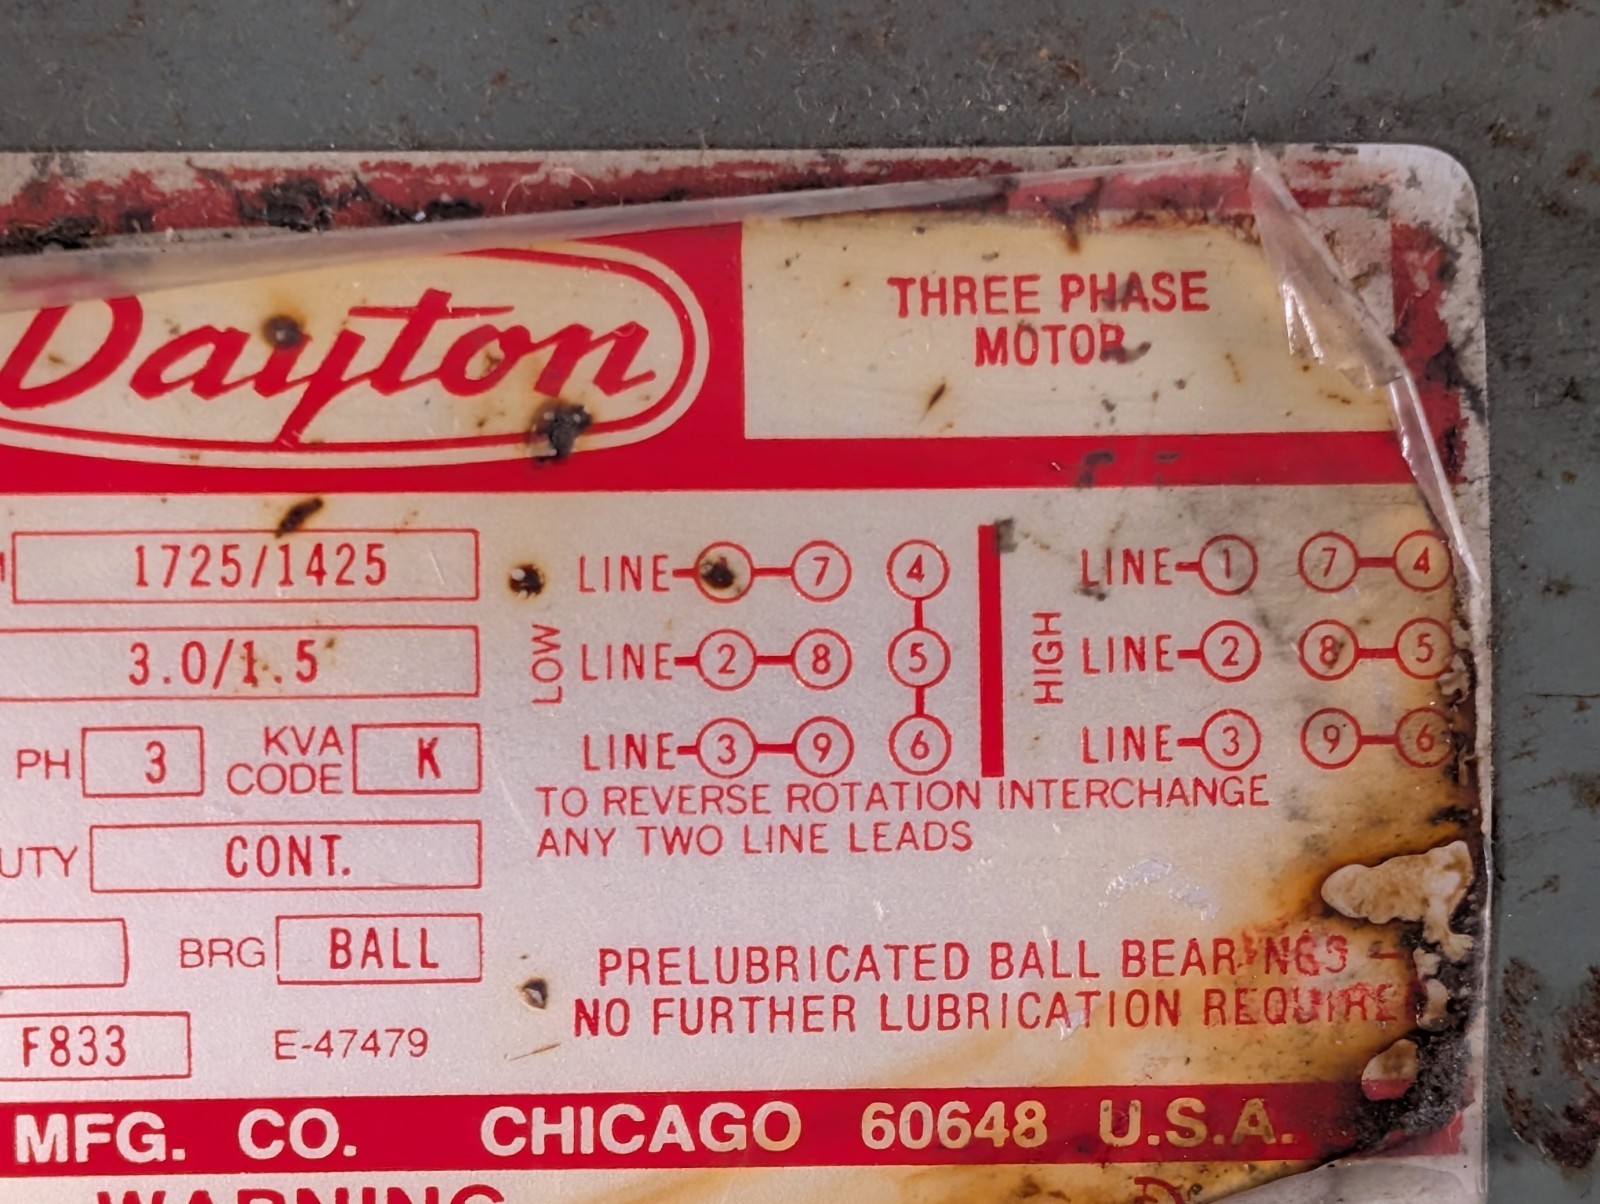 Dayton
THREE PHASE
MOTOR
1725/1425
3.0/1.5
PH 3 KVA CODE K
UTY CONT.
BRG BALL
F833 E-47479
LOW
LINE 7 4
LINE 2 8 5
LINE 3 9 6
HIGH
LINE 1 7 4
LINE 2 8 5
LINE 3 9 6
TO REVERSE ROTATION INTERCHANGE
ANY TWO LINE LEADS
PRELUBRICATED BALL BEARINGS -
NO FURTHER LUBRICATION REQUIRE
MFG. CO. CHICAGO 60648 U.S.A.
WARNING